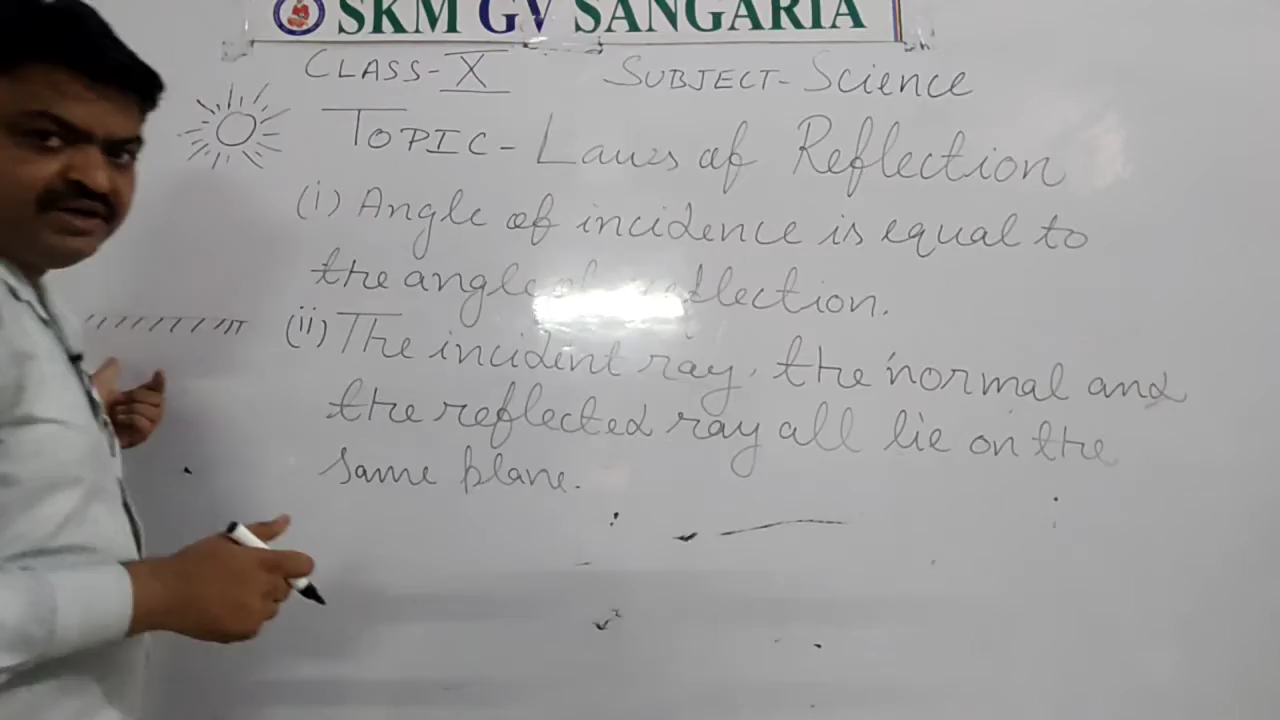 SKM GV SANGARIA
CLASS-X SUBJECT-Science
TOPIC-Laws of Reflection
(i) Angle of incidence is equal to
the angle of reflection.
(ii) The incident ray, the normal and
the reflected ray all lie on the
same plane.